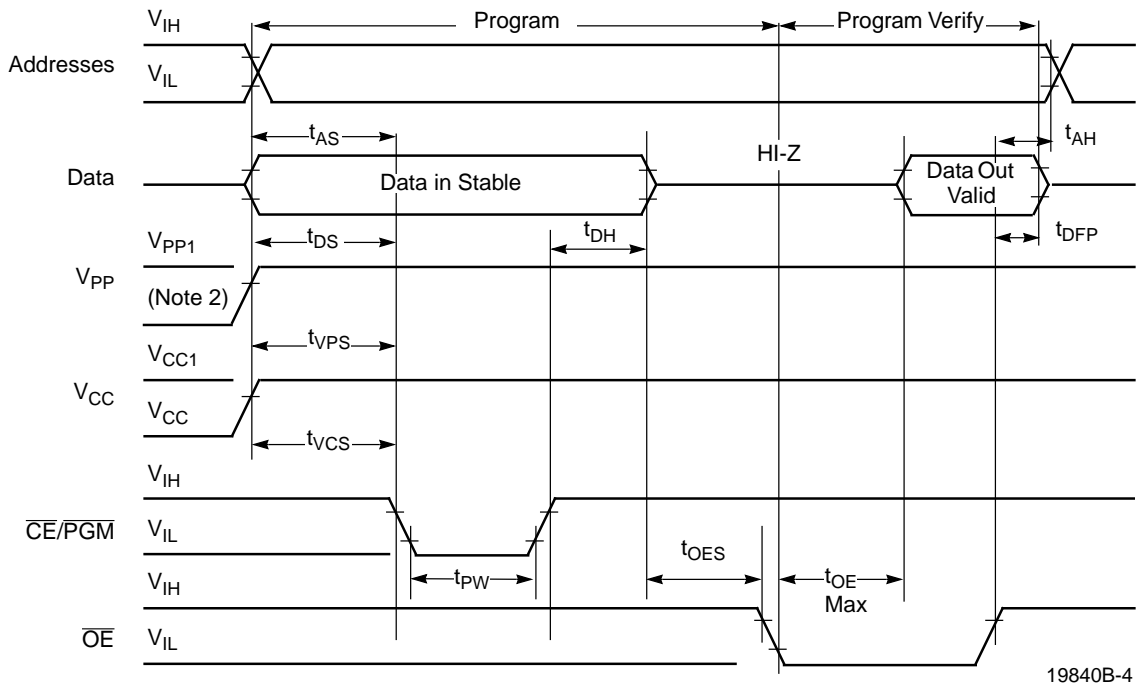 V_IH
Program
Program Verify
Addresses
V_IL
t_AS
t_AH
HI-Z
Data
Data in Stable
Data Out
Valid
V_PP1
t_DS
t_DH
t_DFP
V_PP
(Note 2)
t_VPS
V_CC1
V_CC
V_CC
t_VCS
V_IH
CE/PGM
V_IL
t_PW
t_OES
t_OE
Max
V_IH
OE
V_IL
19840B-4